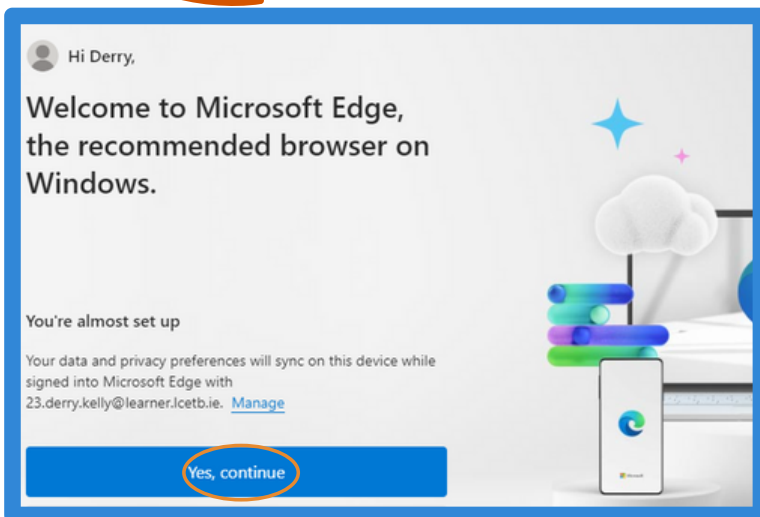 Hi Derry,
Welcome to Microsoft Edge,
the recommended browser on
Windows.
You're almost set up
Your data and privacy preferences will sync on this device while
signed into Microsoft Edge with
23.derry.kelly@learner.lcetb.ie. Manage
Yes, continue
Microsoft